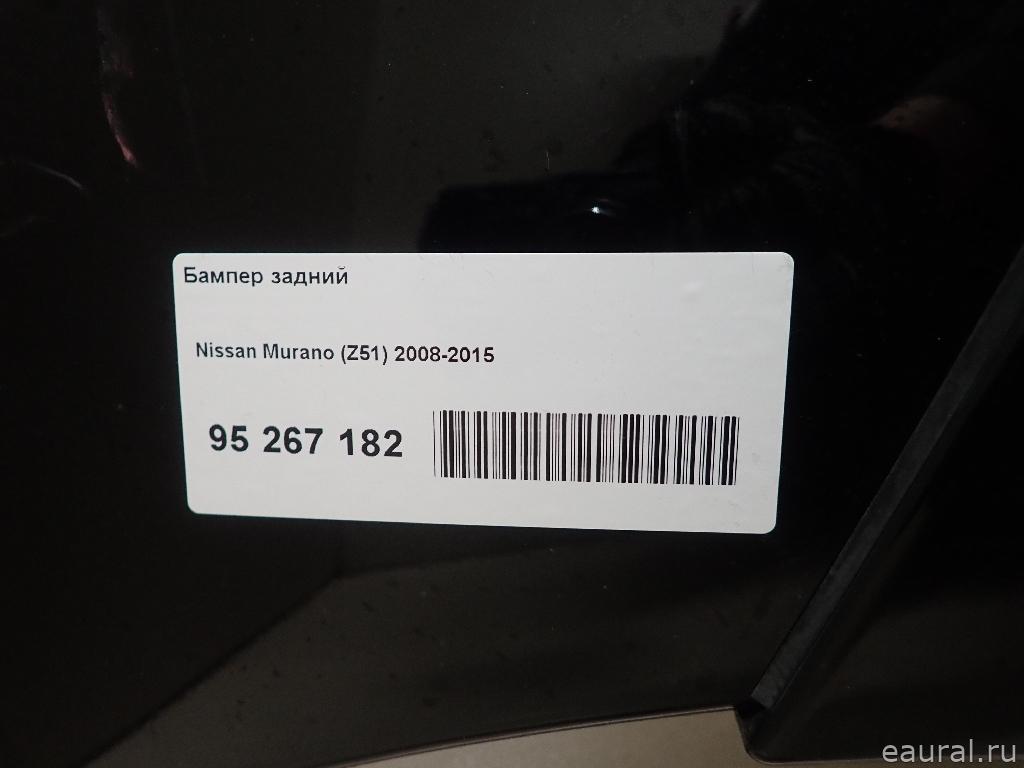 Бампер задний
Nissan Murano (Z51) 2008-2015
95 267 182
eaural.ru